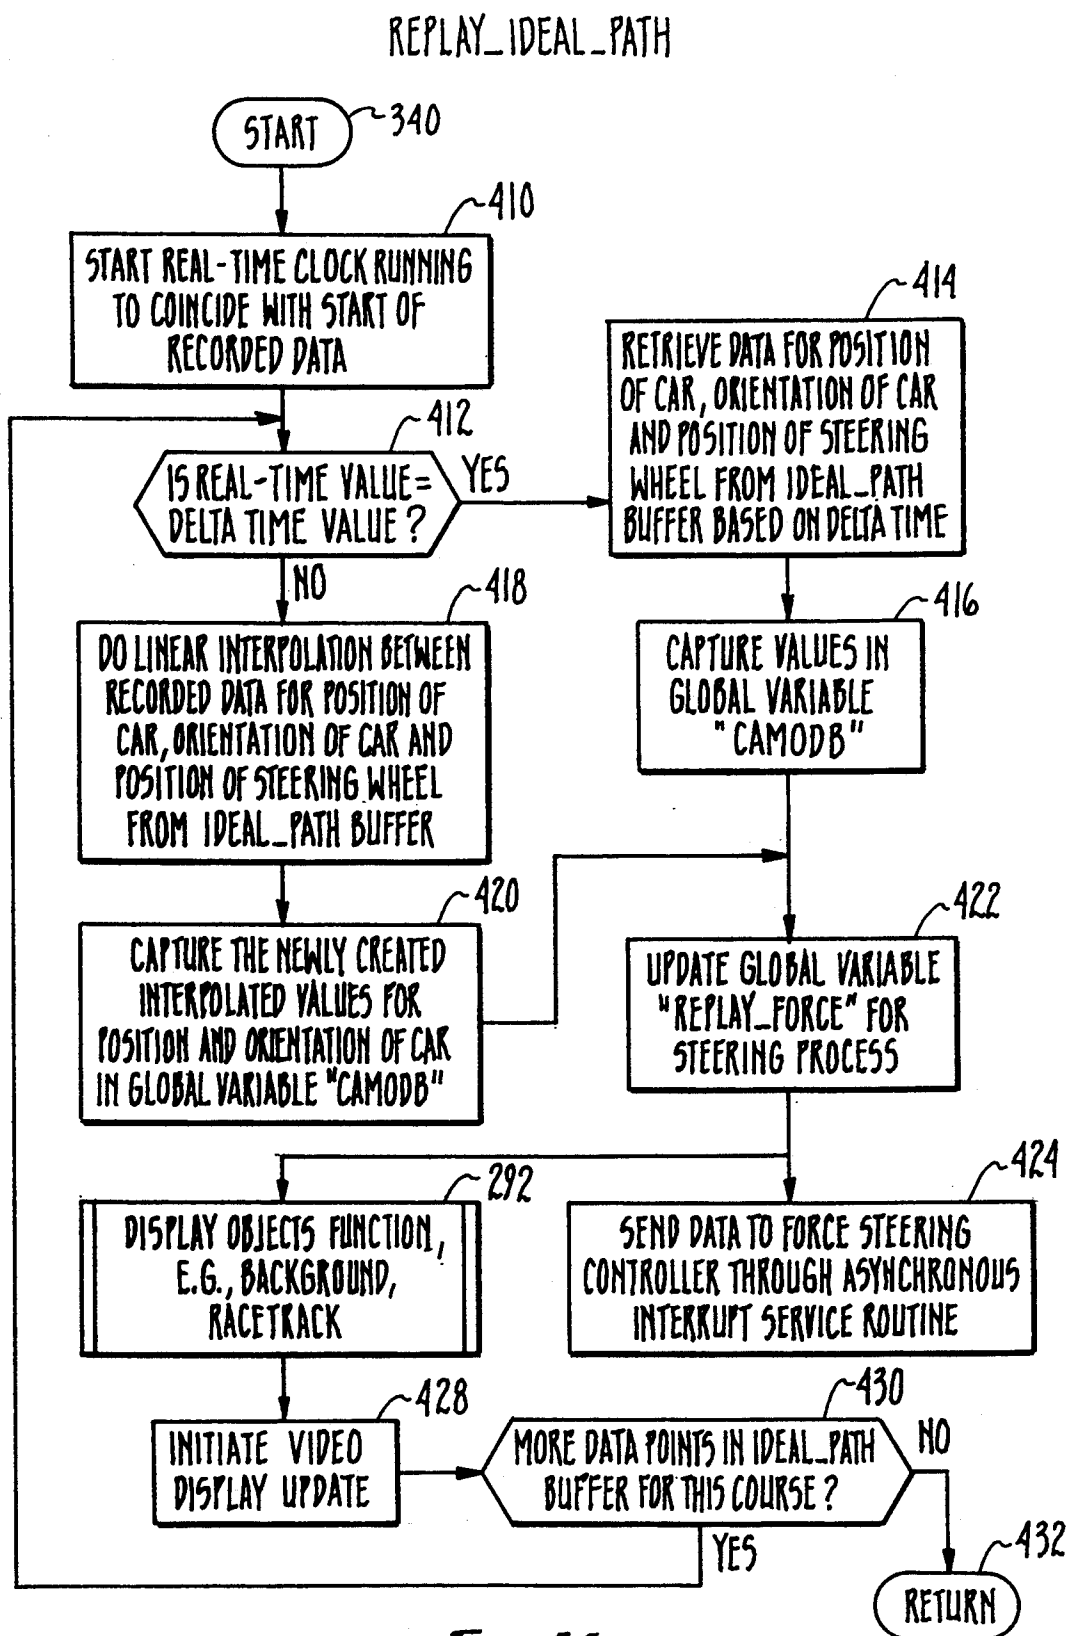 REPLAY_IDEAL_PATH
START
340
410
START REAL-TIME CLOCK RUNNING
TO COINCIDE WITH START OF
RECORDED DATA
414
RETRIEVE DATA FOR POSITION
OF CAR, ORIENTATION OF CAR
AND POSITION OF STEERING
WHEEL FROM IDEAL_PATH
BUFFER BASED ON DELTA TIME
412
IS REAL-TIME VALUE=
DELTA TIME VALUE?
YES
NO
418
DO LINEAR INTERPOLATION BETWEEN
RECORDED DATA FOR POSITION OF
CAR, ORIENTATION OF CAR AND
POSITION OF STEERING WHEEL
FROM IDEAL_PATH BUFFER
416
CAPTURE VALUES IN
GLOBAL VARIABLE
"CAMODB"
420
CAPTURE THE NEWLY CREATED
INTERPOLATED VALUES FOR
POSITION AND ORIENTATION OF CAR
IN GLOBAL VARIABLE "CAMODB"
422
UPDATE GLOBAL VARIABLE
"REPLAY_FORCE" FOR
STEERING PROCESS
292
DISPLAY OBJECTS FUNCTION,
E.G., BACKGROUND,
RACETRACK
424
SEND DATA TO FORCE STEERING
CONTROLLER THROUGH ASYNCHRONOUS
INTERRUPT SERVICE ROUTINE
428
INITIATE VIDEO
DISPLAY UPDATE
430
MORE DATA POINTS IN IDEAL_PATH
BUFFER FOR THIS COURSE?
NO
YES
432
RETURN